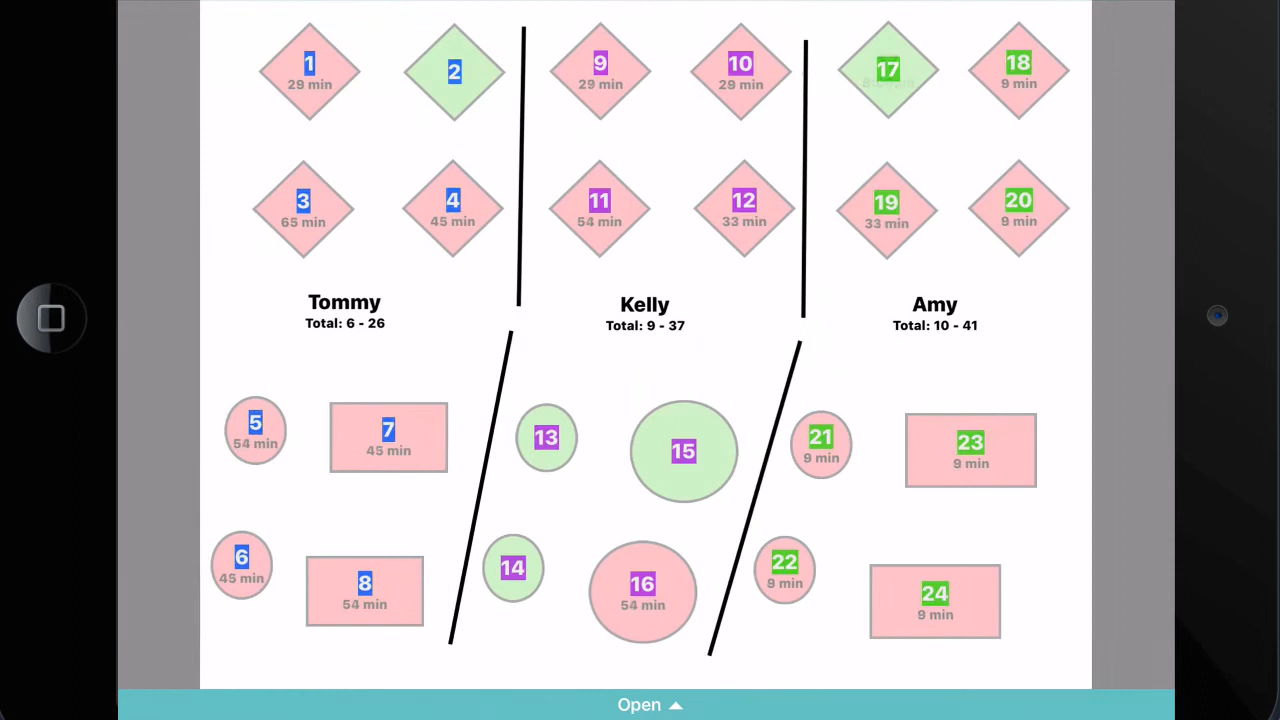 1
29 min
2
9
29 min
10
29 min
17
18
9 min
3
65 min
4
45 min
11
54 min
12
33 min
19
33 min
20
9 min
Tommy
Total: 6 - 26
Kelly
Total: 9 - 37
Amy
Total: 10 - 41
5
54 min
7
45 min
13
15
21
9 min
23
9 min
6
45 min
8
54 min
14
16
54 min
22
9 min
24
9 min
Open